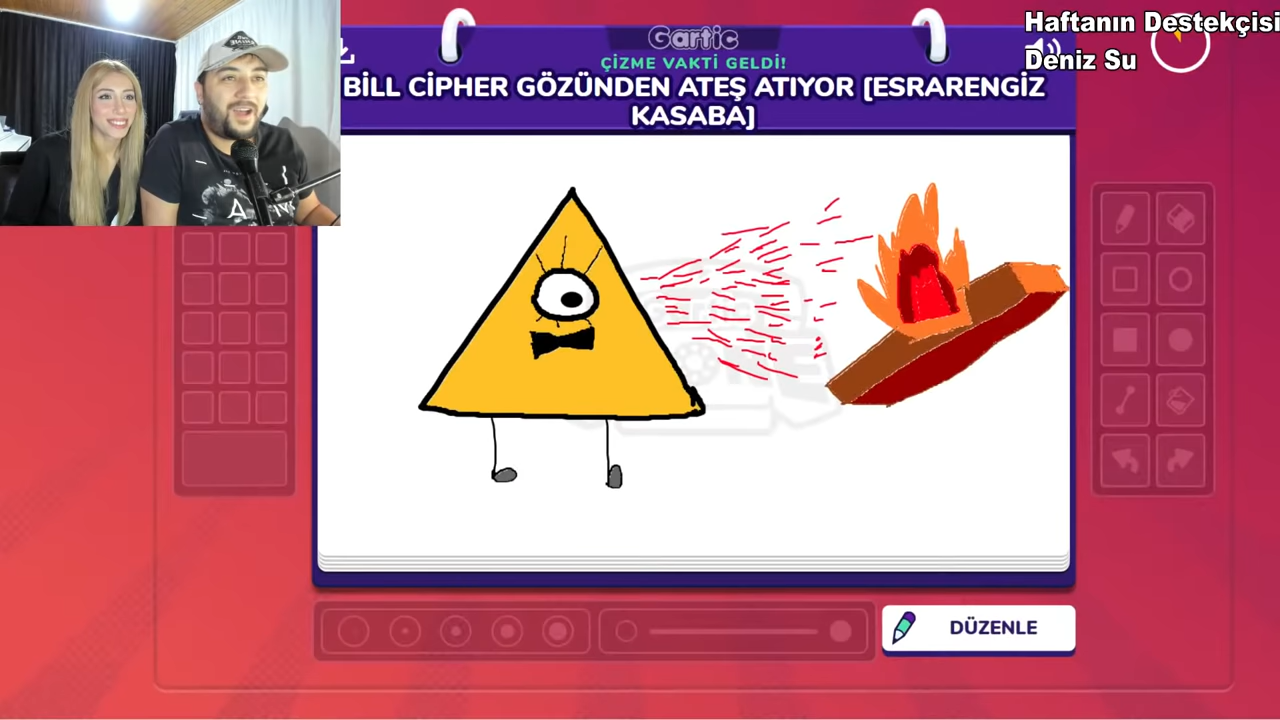 Haftanın Destekçisi
Deniz Su
Gartic
ÇİZME VAKTİ GELDİ!
BİLL CİPHER GÖZÜNDEN ATEŞ ATIYOR [ESRARENGİZ
KASABA]
DÜZENLE